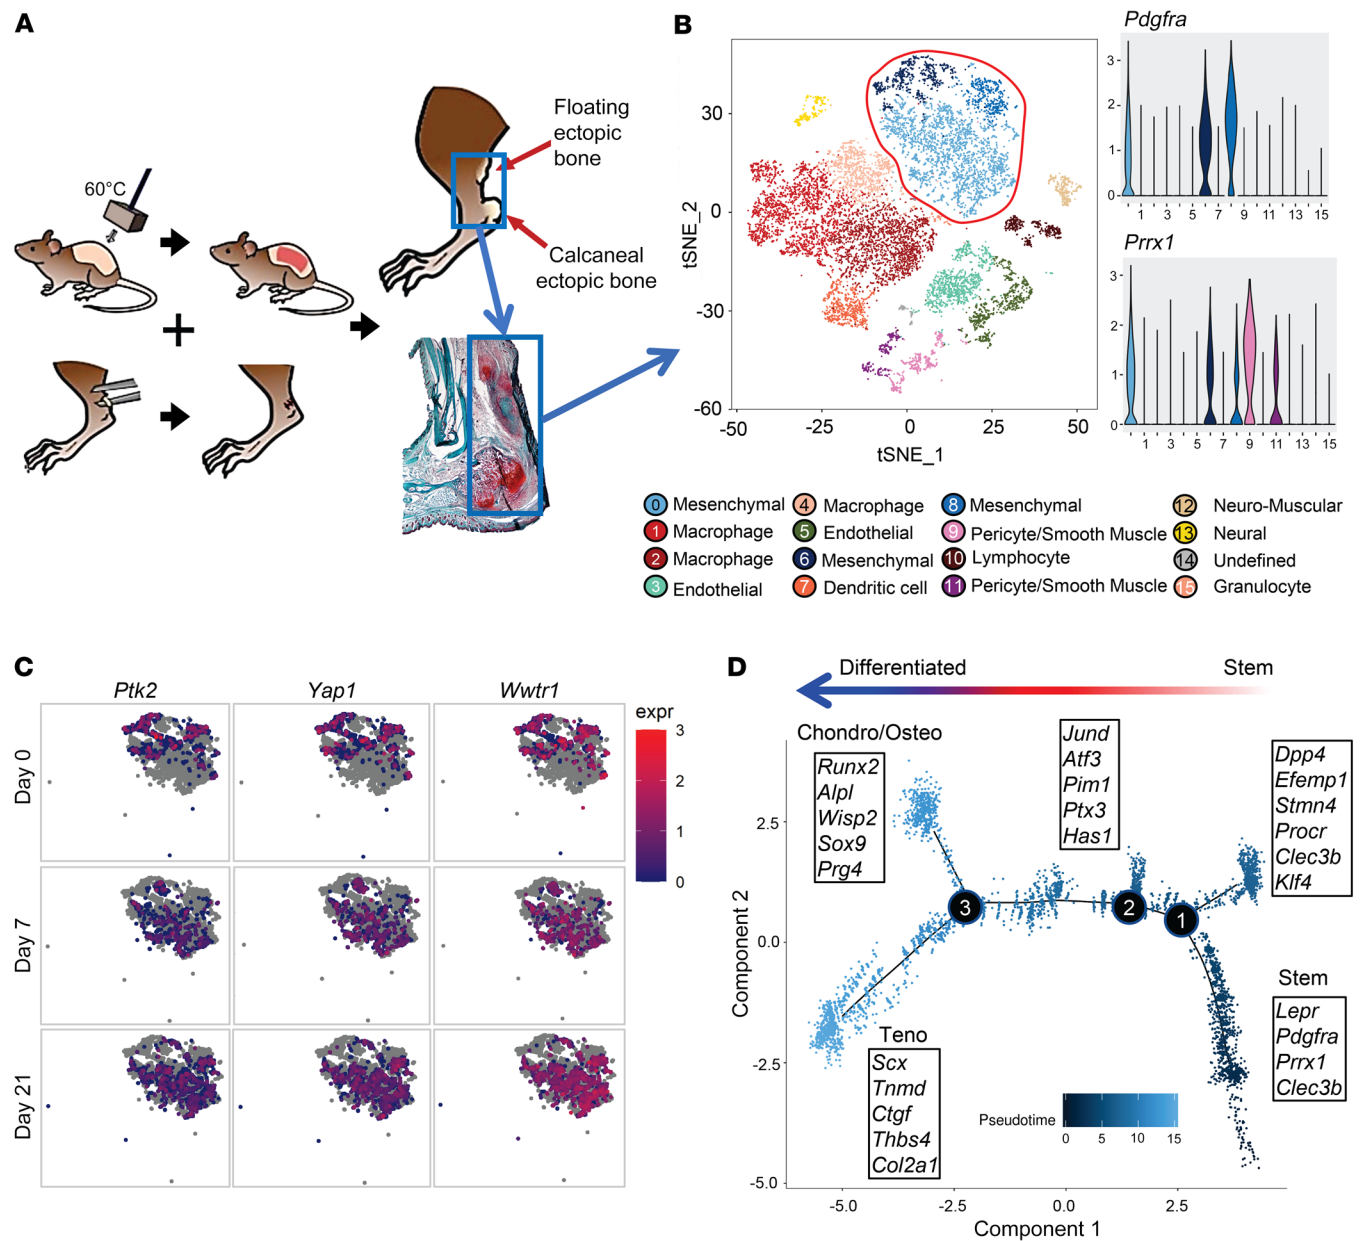 A
60°C
Floating
ectopic
bone
Calcaneal
ectopic bone
B
tSNE_2
30
0
-30
-60
-50
-25
0
25
50
tSNE_1
Pdgfra
3
2
1
0
1 3 5 7 9 11 13 15
Prrx1
3
2
1
0
1 3 5 7 9 11 13 15
0 Mesenchymal
1 Macrophage
2 Macrophage
3 Endothelial
4 Macrophage
5 Endothelial
6 Mesenchymal
7 Dendritic cell
8 Mesenchymal
9 Pericyte/Smooth Muscle
10 Lymphocyte
11 Pericyte/Smooth Muscle
12 Neuro-Muscular
13 Neural
14 Undefined
15 Granulocyte
C
Ptk2
Yap1
Wwtr1
Day 0
Day 7
Day 21
expr
3
2
1
0
D
Differentiated
Stem
Chondro/Osteo
Runx2
Alpl
Wisp2
Sox9
Prg4
Jund
Atf3
Pim1
Ptx3
Has1
Dpp4
Efemp1
Stmn4
Procr
Clec3b
Klf4
3
2
1
Stem
Lepr
Pdgfra
Prrx1
Clec3b
Teno
Scx
Tnmd
Ctgf
Thbs4
Col2a1
Pseudotime
0 5 10 15
Component 2
2.5
0.0
-2.5
-5.0
-5.0
-2.5
0.0
2.5
Component 1